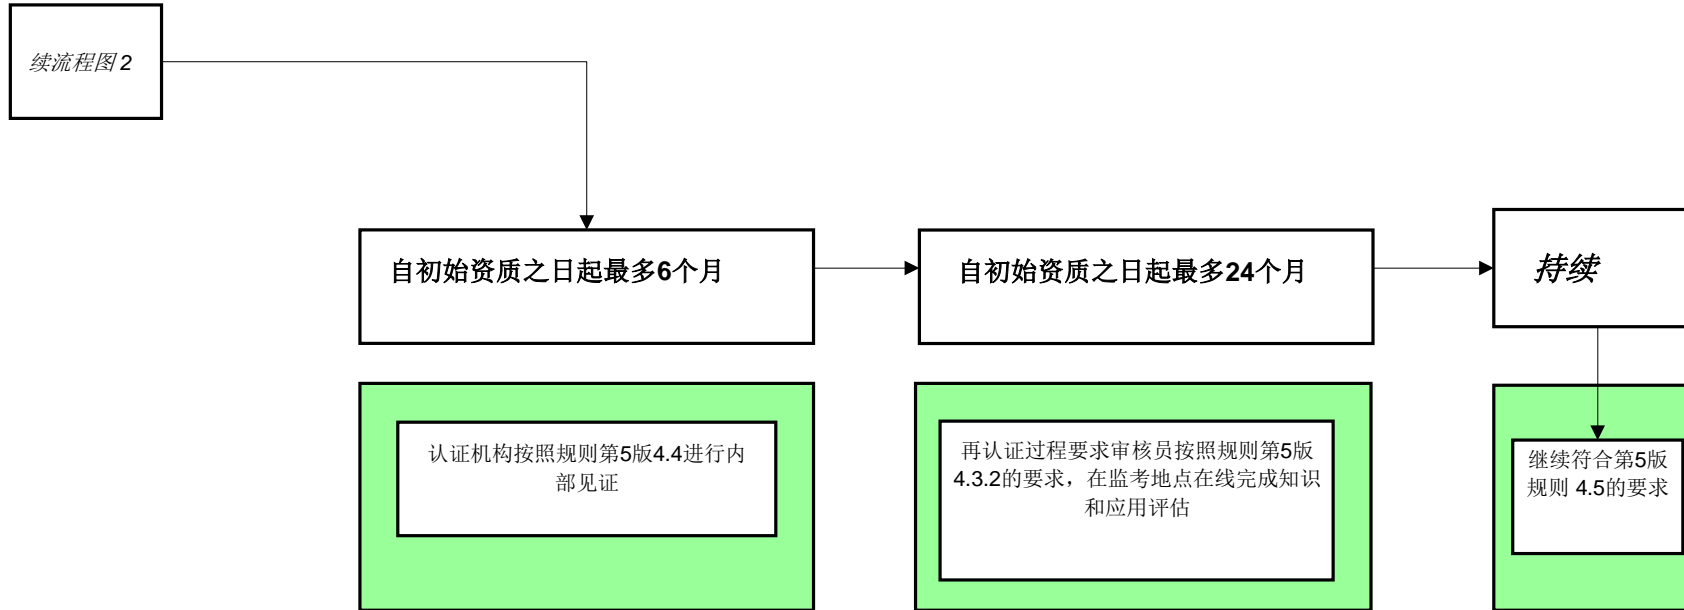 续流程图 2
自初始资质之日起最多6个月
自初始资质之日起最多24个月
持续
认证机构按照规则第5版4.4进行内
部见证
再认证过程要求审核员按照规则第5版
4.3.2的要求，在监考地点在线完成知识
和应用评估
继续符合第5版
规则 4.5的要求